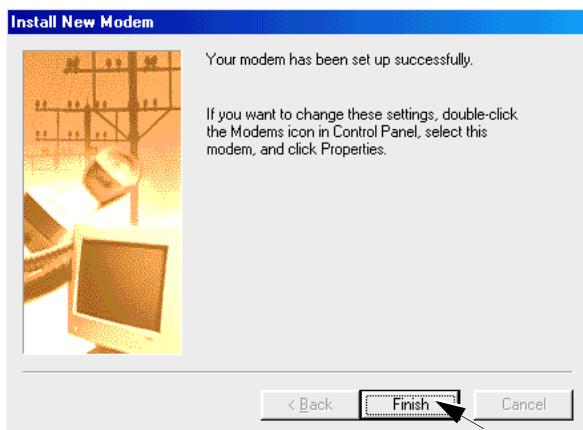 Install New Modem
Your modem has been set up successfully.
If you want to change these settings, double-click
the Modems icon in Control Panel, select this
modem, and click Properties.
< Back
Finish
Cancel